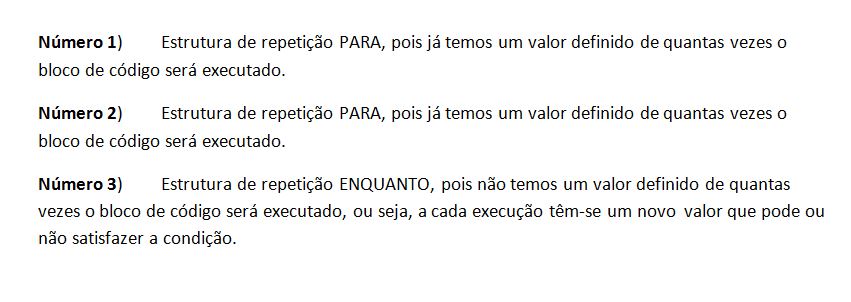 Número 1) Estrutura de repetição PARA, pois já temos um valor definido de quantas vezes o
bloco de código será executado.
Número 2) Estrutura de repetição PARA, pois já temos um valor definido de quantas vezes o
bloco de código será executado.
Número 3) Estrutura de repetição ENQUANTO, pois não temos um valor definido de quantas
vezes o bloco de código será executado, ou seja, a cada execução têm-se um novo valor que pode ou
não satisfazer a condição.